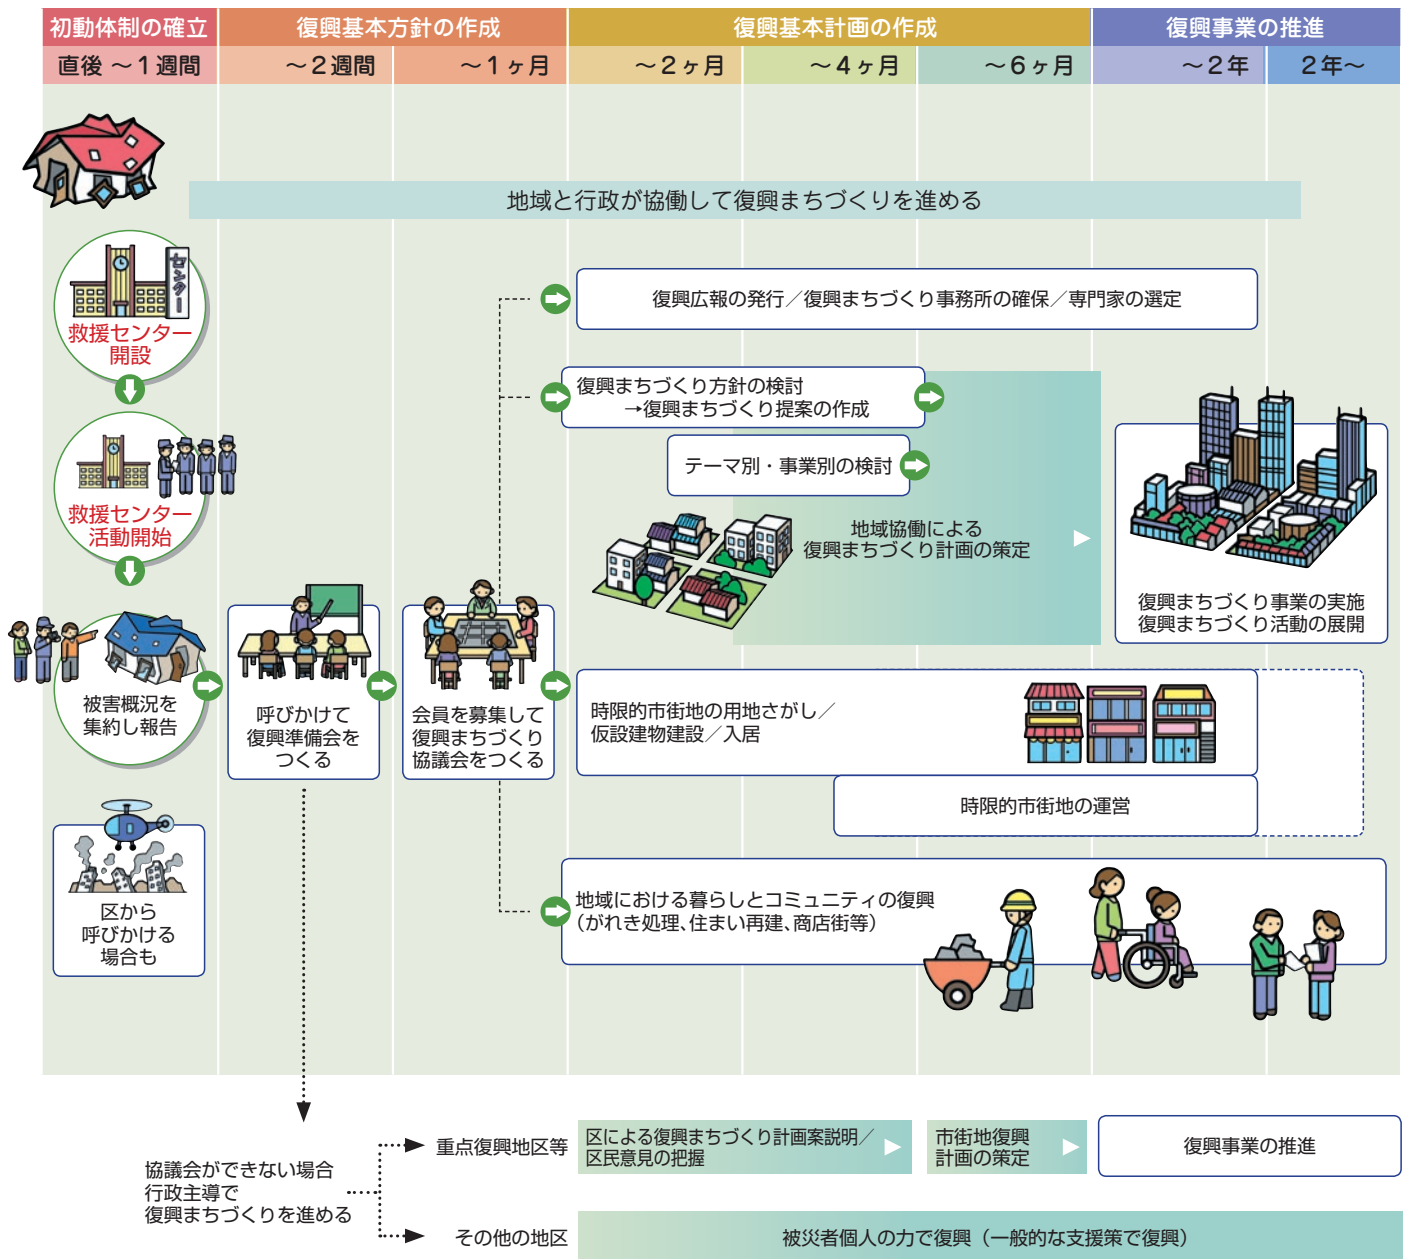 初動体制の確立
復興基本方針の作成
復興基本計画の作成
復興事業の推進
直後 ～１週間
～２週間
～１ヶ月
～２ヶ月
～４ヶ月
～６ヶ月
～２年
２年～
地域と行政が協働して復興まちづくりを進める
センター
救援センター
開設
復興広報の発行／復興まちづくり事務所の確保／専門家の選定
復興まちづくり方針の検討
→復興まちづくり提案の作成
テーマ別・事業別の検討
救援センター
活動開始
地域協働による
復興まちづくり計画の策定
復興まちづくり事業の実施
復興まちづくり活動の展開
被害概況を
集約し報告
呼びかけて
復興準備会を
つくる
会員を募集して
復興まちづくり
協議会をつくる
時限的市街地の用地さがし／
仮設建物建設／入居
時限的市街地の運営
区から
呼びかける
場合も
地域における暮らしとコミュニティの復興
（がれき処理、住まい再建、商店街等）
協議会ができない場合
行政主導で
復興まちづくりを進める
重点復興地区等
区による復興まちづくり計画案説明／
区民意見の把握
市街地復興
計画の策定
復興事業の推進
その他の地区
被災者個人の力で復興（一般的な支援策で復興）